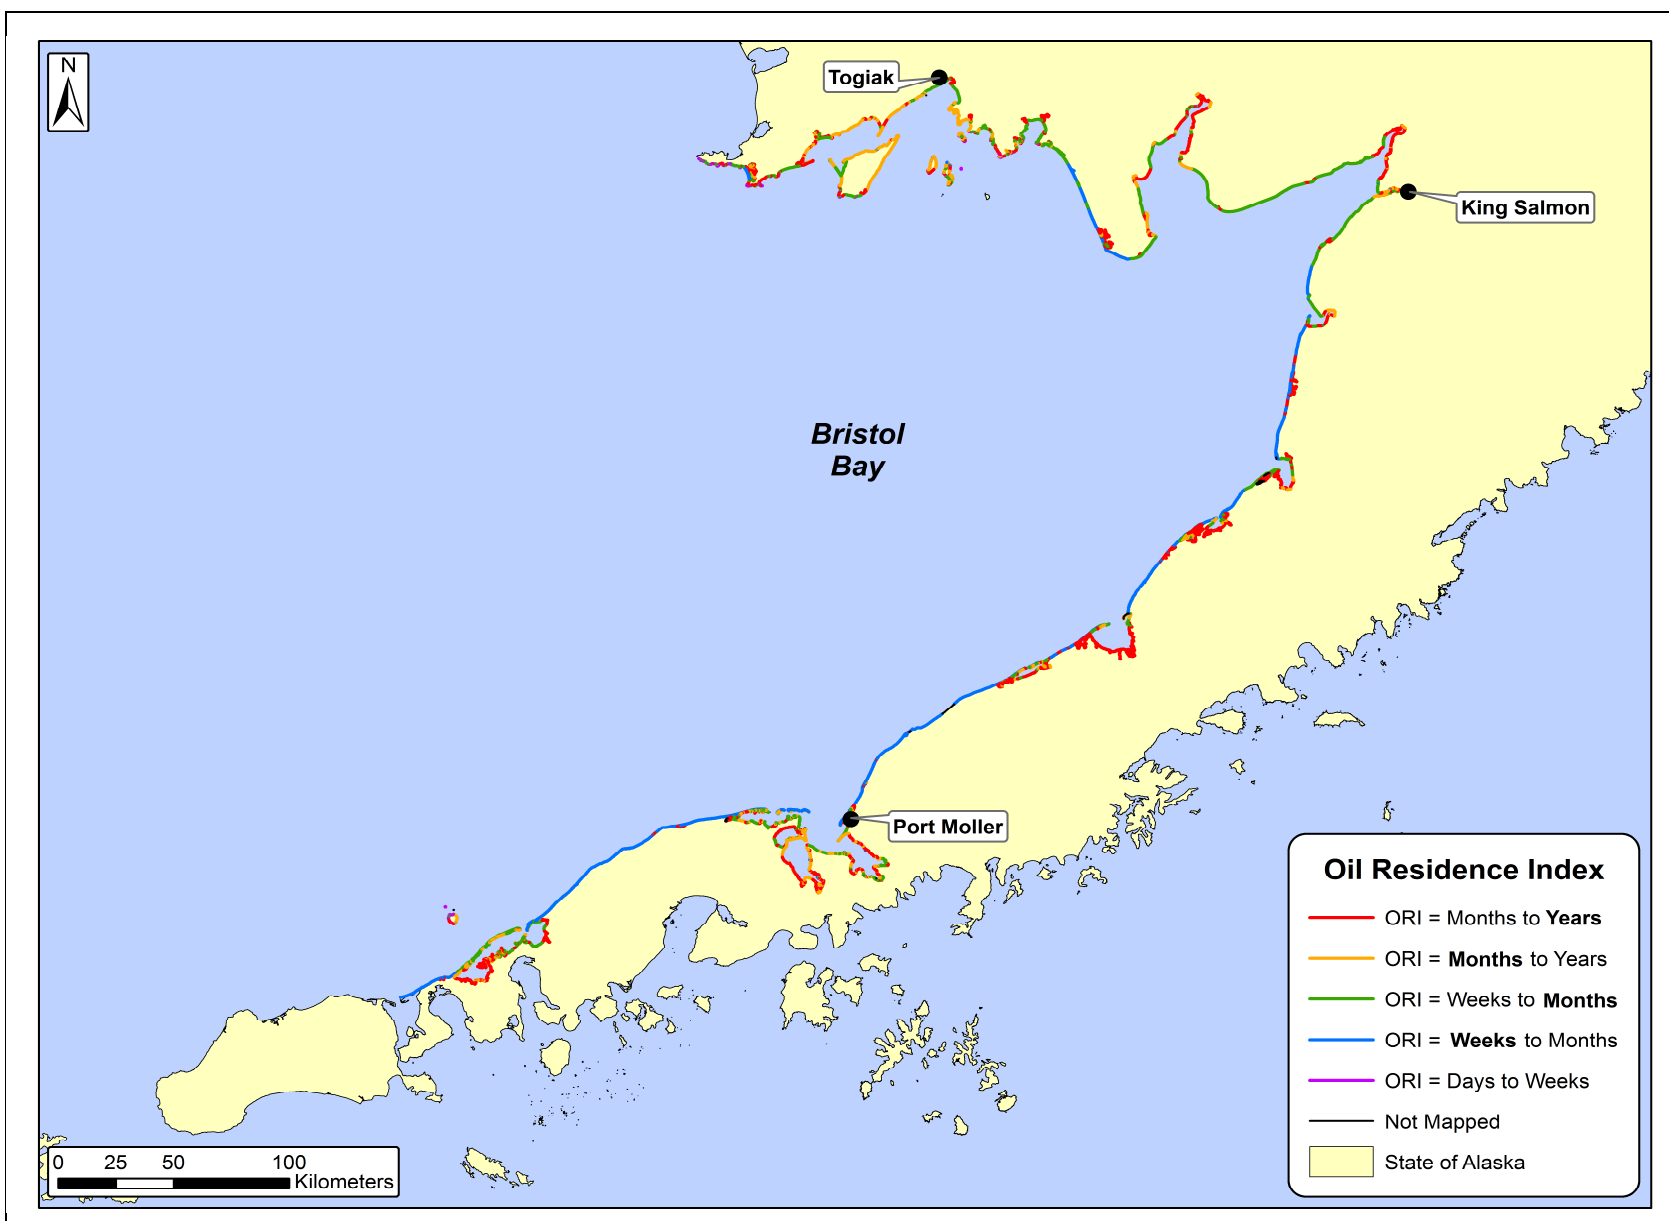 N
Togiak
King Salmon
Bristol
Bay
Port Moller
Oil Residence Index
ORI = Months to Years
ORI = Months to Years
ORI = Weeks to Months
ORI = Weeks to Months
ORI = Days to Weeks
Not Mapped
State of Alaska
0 25 50 100
Kilometers